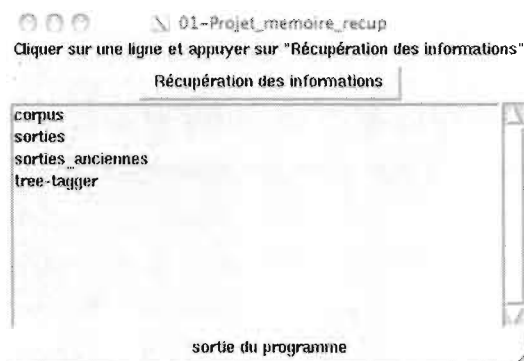 01-Projet_memoire_recup
Cliquer sur une ligne et appuyer sur "Récupération des informations"
Récupération des informations
corpus
sorties
sorties_anciennes
tree-tagger
sortie du programme